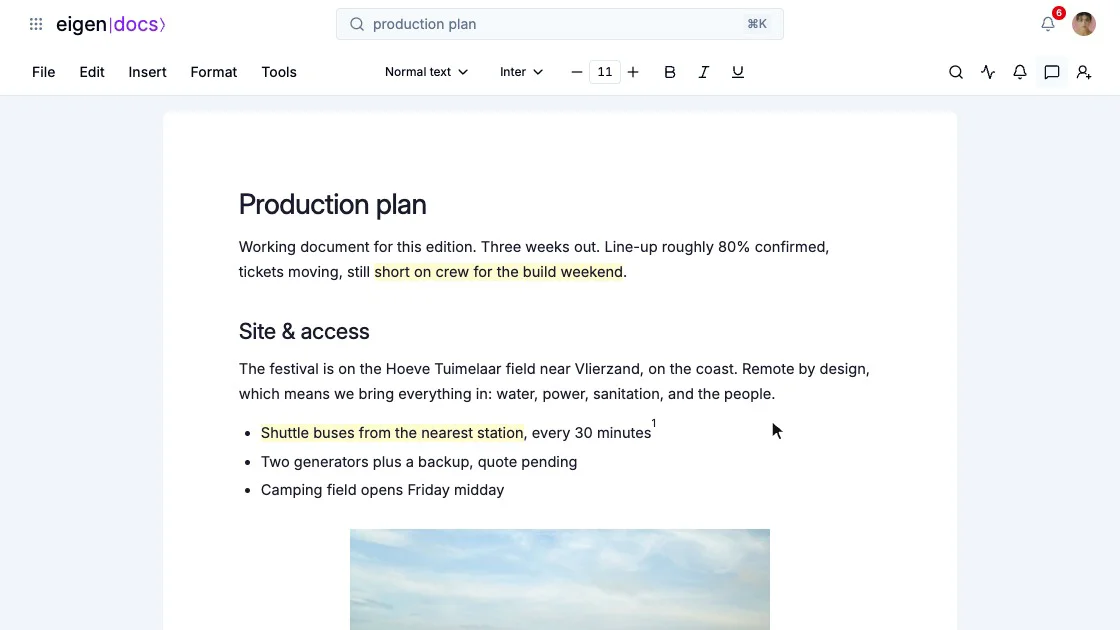 eigen|docs⟩
production plan
⌘K
6
File Edit Insert Format Tools
Normal text Inter 11 B I U
Production plan
Working document for this edition. Three weeks out. Line-up roughly 80% confirmed,
tickets moving, still short on crew for the build weekend.
Site & access
The festival is on the Hoeve Tuimelaar field near Vlierzand, on the coast. Remote by design,
which means we bring everything in: water, power, sanitation, and the people.
• Shuttle buses from the nearest station, every 30 minutes¹
• Two generators plus a backup, quote pending
• Camping field opens Friday midday